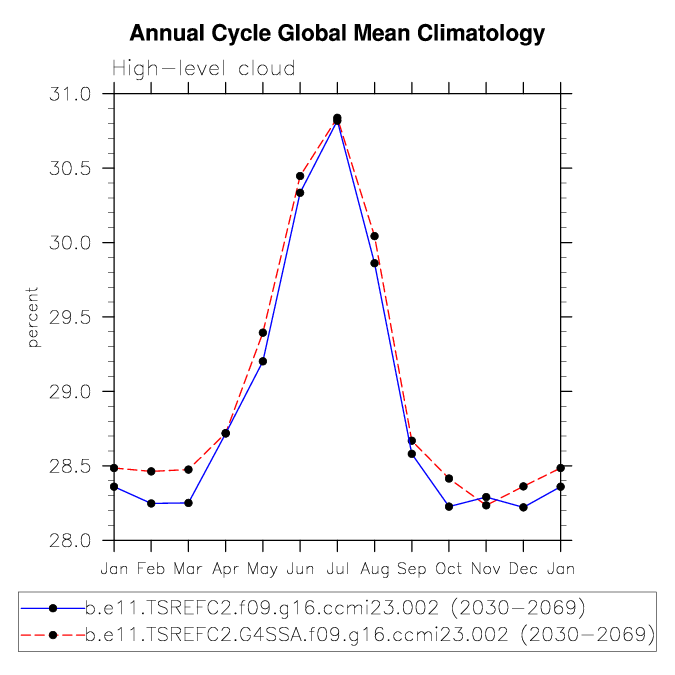 Annual Cycle Global Mean Climatology
High-level cloud
31.0
30.5
30.0
29.5
29.0
28.5
28.0
percent
Jan Feb Mar Apr May Jun Jul Aug Sep Oct Nov Dec Jan
b.e11.TSREFC2.f09.g16.ccmi23.002 (2030-2069)
b.e11.TSREFC2.G4SSA.f09.g16.ccmi23.002 (2030-2069)